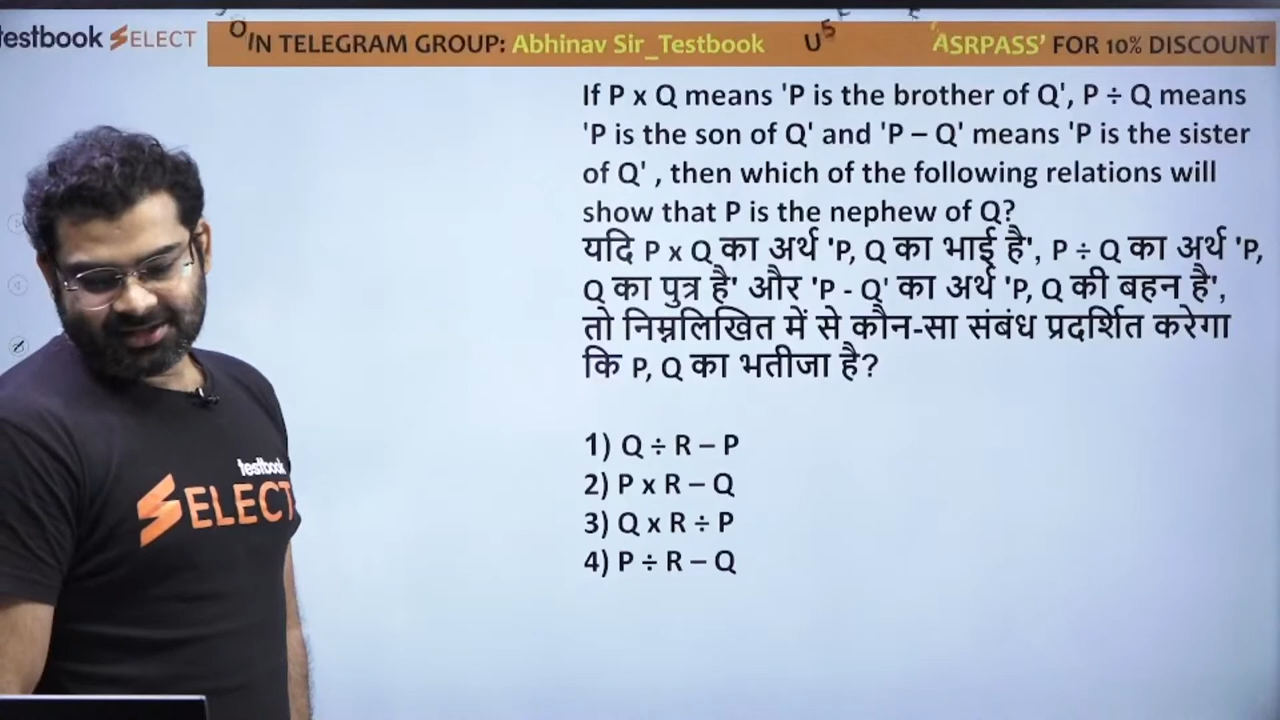 testbook SELECT
JOIN TELEGRAM GROUP: Abhinav Sir_Testbook USE 'ASRPASS' FOR 10% DISCOUNT
If P x Q means 'P is the brother of Q', P ÷ Q means
'P is the son of Q' and 'P – Q' means 'P is the sister
of Q' , then which of the following relations will
show that P is the nephew of Q?
यदि P x Q का अर्थ 'P, Q का भाई है', P ÷ Q का अर्थ 'P,
Q का पुत्र है' और 'P - Q' का अर्थ 'P, Q की बहन है',
तो निम्नलिखित में से कौन-सा संबंध प्रदर्शित करेगा
कि P, Q का भतीजा है?
1) Q ÷ R – P
2) P x R – Q
3) Q x R ÷ P
4) P ÷ R – Q
testbook
SELECT